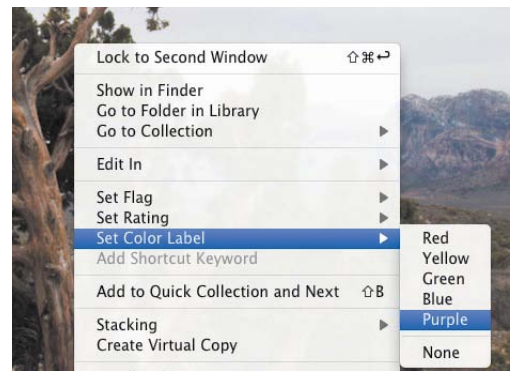 Lock to Second Window ⇧⌘↩
Show in Finder
Go to Folder in Library
Go to Collection ▶
Edit In ▶
Set Flag ▶
Set Rating ▶
Set Color Label ▶
Add Shortcut Keyword
Add to Quick Collection and Next ⇧B
Stacking ▶
Create Virtual Copy
Red
Yellow
Green
Blue
Purple
None